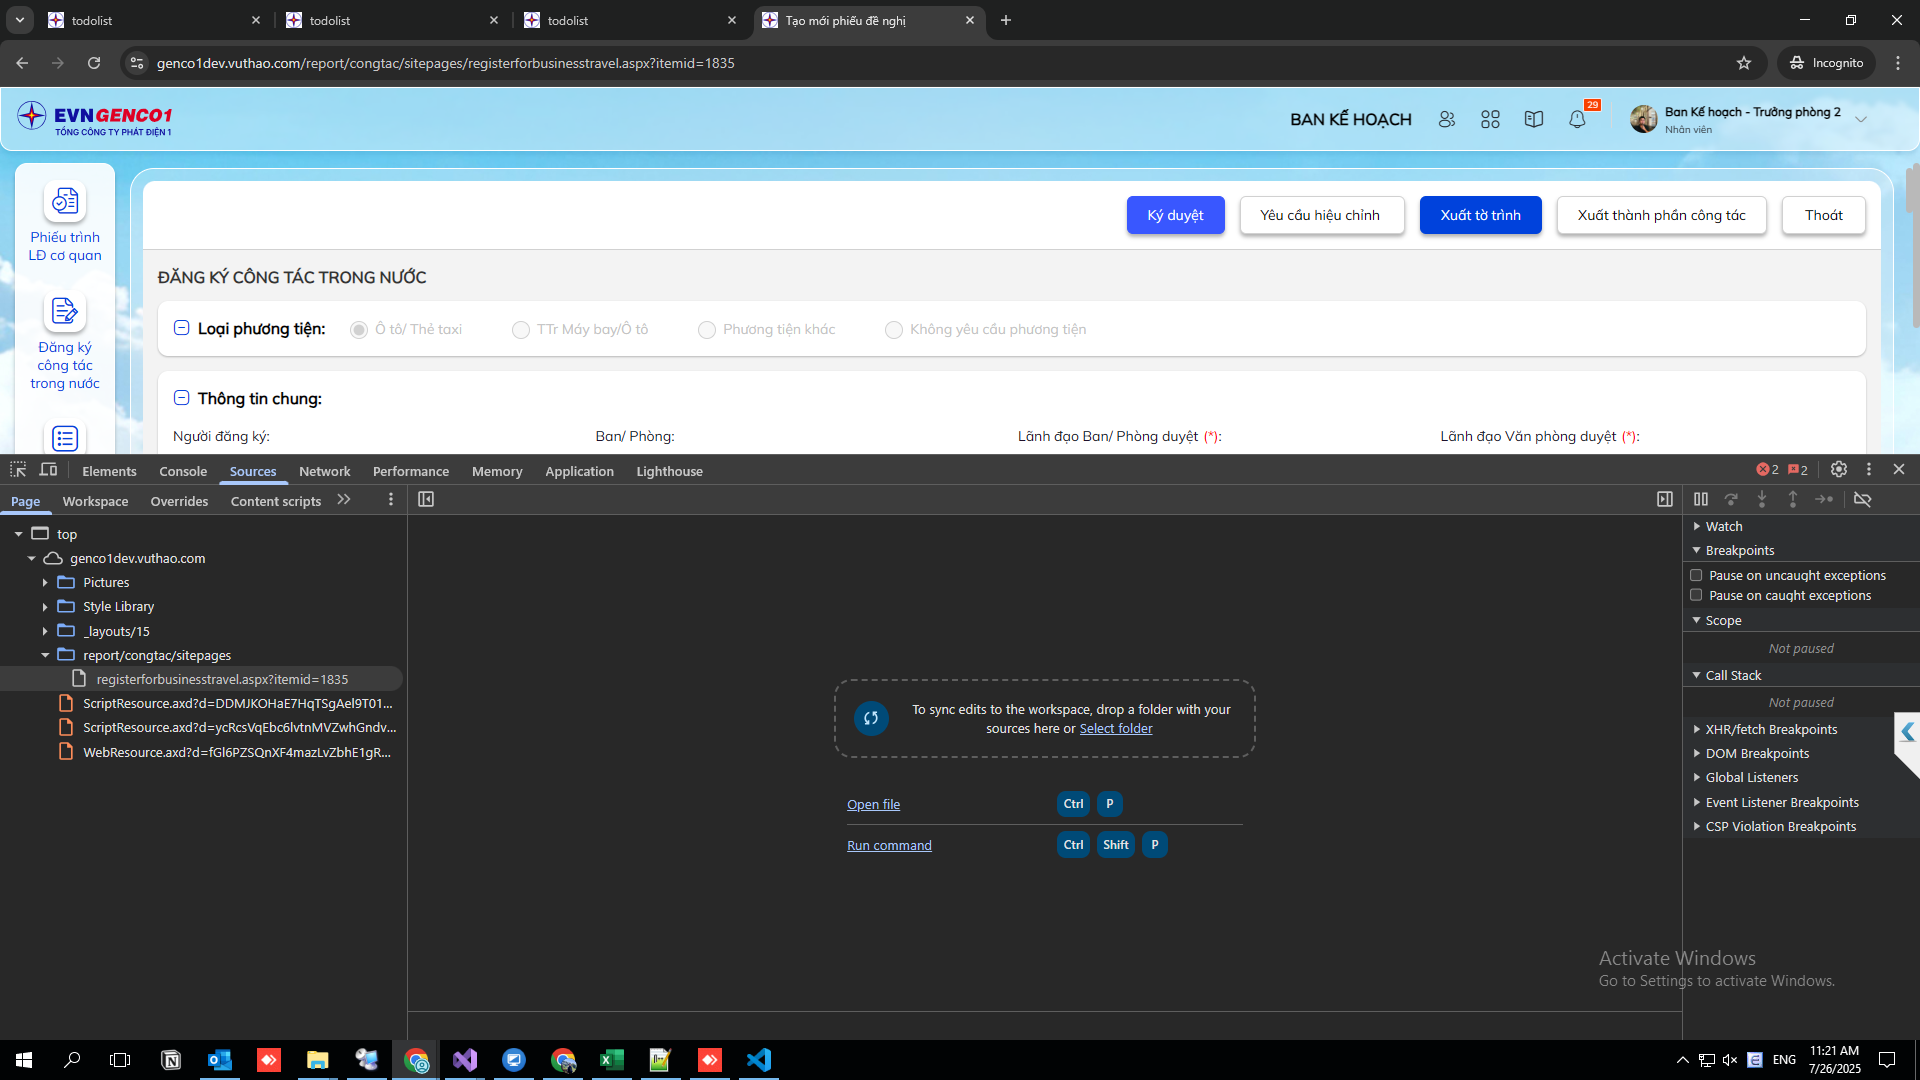 todolist
todolist
todolist
Tạo mới phiếu đề nghị
genco1dev.vuthao.com/report/congtac/sitepages/registerforbusinesstravel.aspx?itemid=1835
Incognito
EVNGENCO1
TỔNG CÔNG TY PHÁT ĐIỆN 1
BAN KẾ HOẠCH
29
Ban Kế hoạch - Trưởng phòng 2
Nhân viên
Phiếu trình
LĐ cơ quan
Đăng ký
công tác
trong nước
Ký duyệt
Yêu cầu hiệu chỉnh
Xuất tờ trình
Xuất thành phần công tác
Thoát
ĐĂNG KÝ CÔNG TÁC TRONG NƯỚC
Loại phương tiện:
Ô tô/ Thẻ taxi
TTr Máy bay/Ô tô
Phương tiện khác
Không yêu cầu phương tiện
Thông tin chung:
Người đăng ký:
Ban/ Phòng:
Lãnh đạo Ban/ Phòng duyệt (*):
Lãnh đạo Văn phòng duyệt (*):
Elements
Console
Sources
Network
Performance
Memory
Application
Lighthouse
2
2
Page
Workspace
Overrides
Content scripts
top
genco1dev.vuthao.com
Pictures
Style Library
_layouts/15
report/congtac/sitepages
registerforbusinesstravel.aspx?itemid=1835
ScriptResource.axd?d=DDMJKOHaE7HqTSgAel9T01...
ScriptResource.axd?d=ycRcsVqEbc6lvtnMVZwhGndv...
WebResource.axd?d=fGl6PZSQnXF4mazLvZbhE1gR...
To sync edits to the workspace, drop a folder with your
sources here or Select folder
Open file
Ctrl P
Run command
Ctrl Shift P
Watch
Breakpoints
Pause on uncaught exceptions
Pause on caught exceptions
Scope
Not paused
Call Stack
Not paused
XHR/fetch Breakpoints
DOM Breakpoints
Global Listeners
Event Listener Breakpoints
CSP Violation Breakpoints
Activate Windows
Go to Settings to activate Windows.
ENG
11:21 AM
7/26/2025